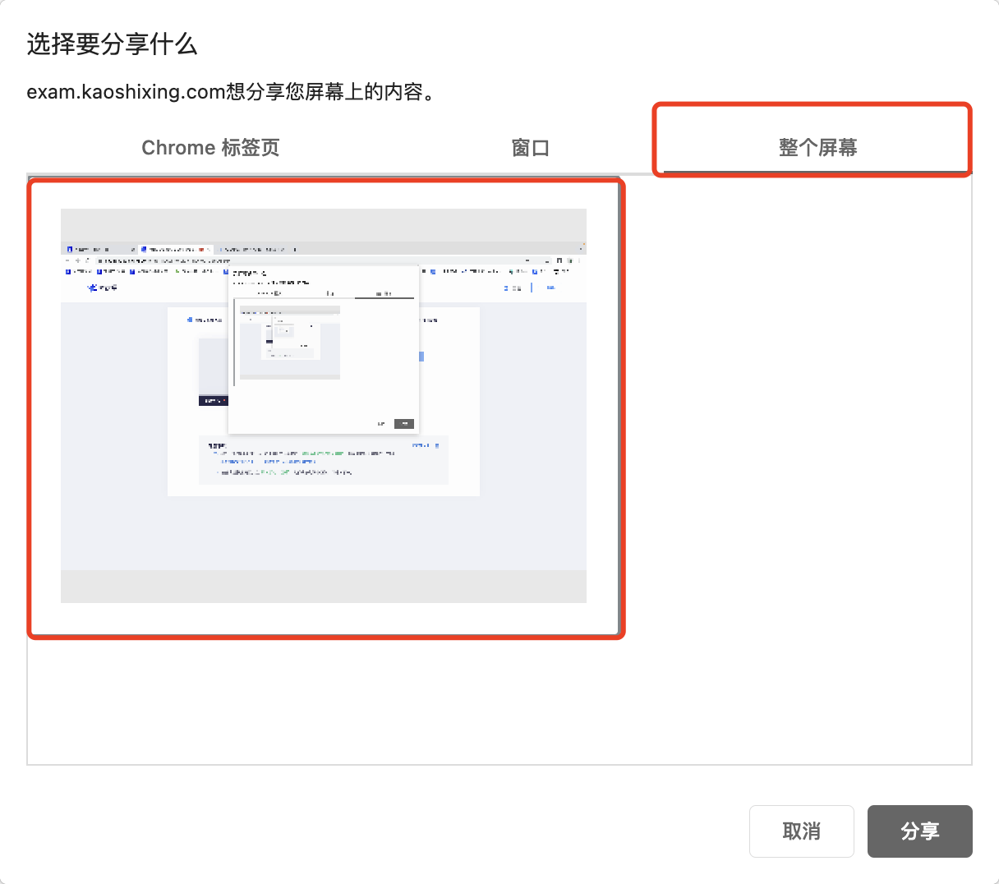 选择要分享什么
exam.kaoshixing.com想分享您屏幕上的内容。
Chrome 标签页
窗口
整个屏幕
取消
分享